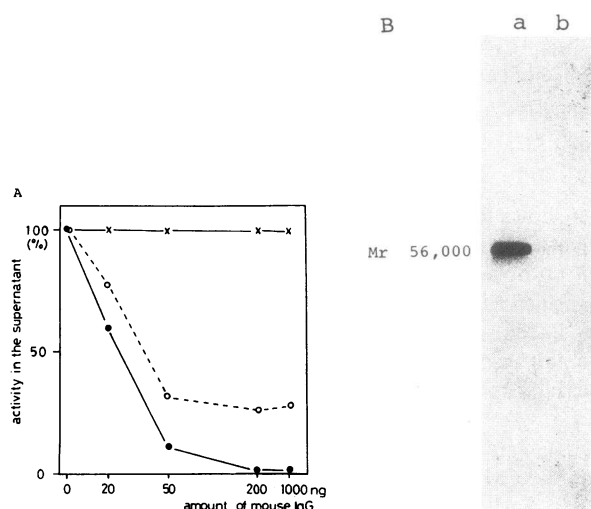 B a b
A
100
(%)
50
0
activity in the supernatant
0 20 50 200 1000 ng
amount of mouse IgG
Mr 56,000